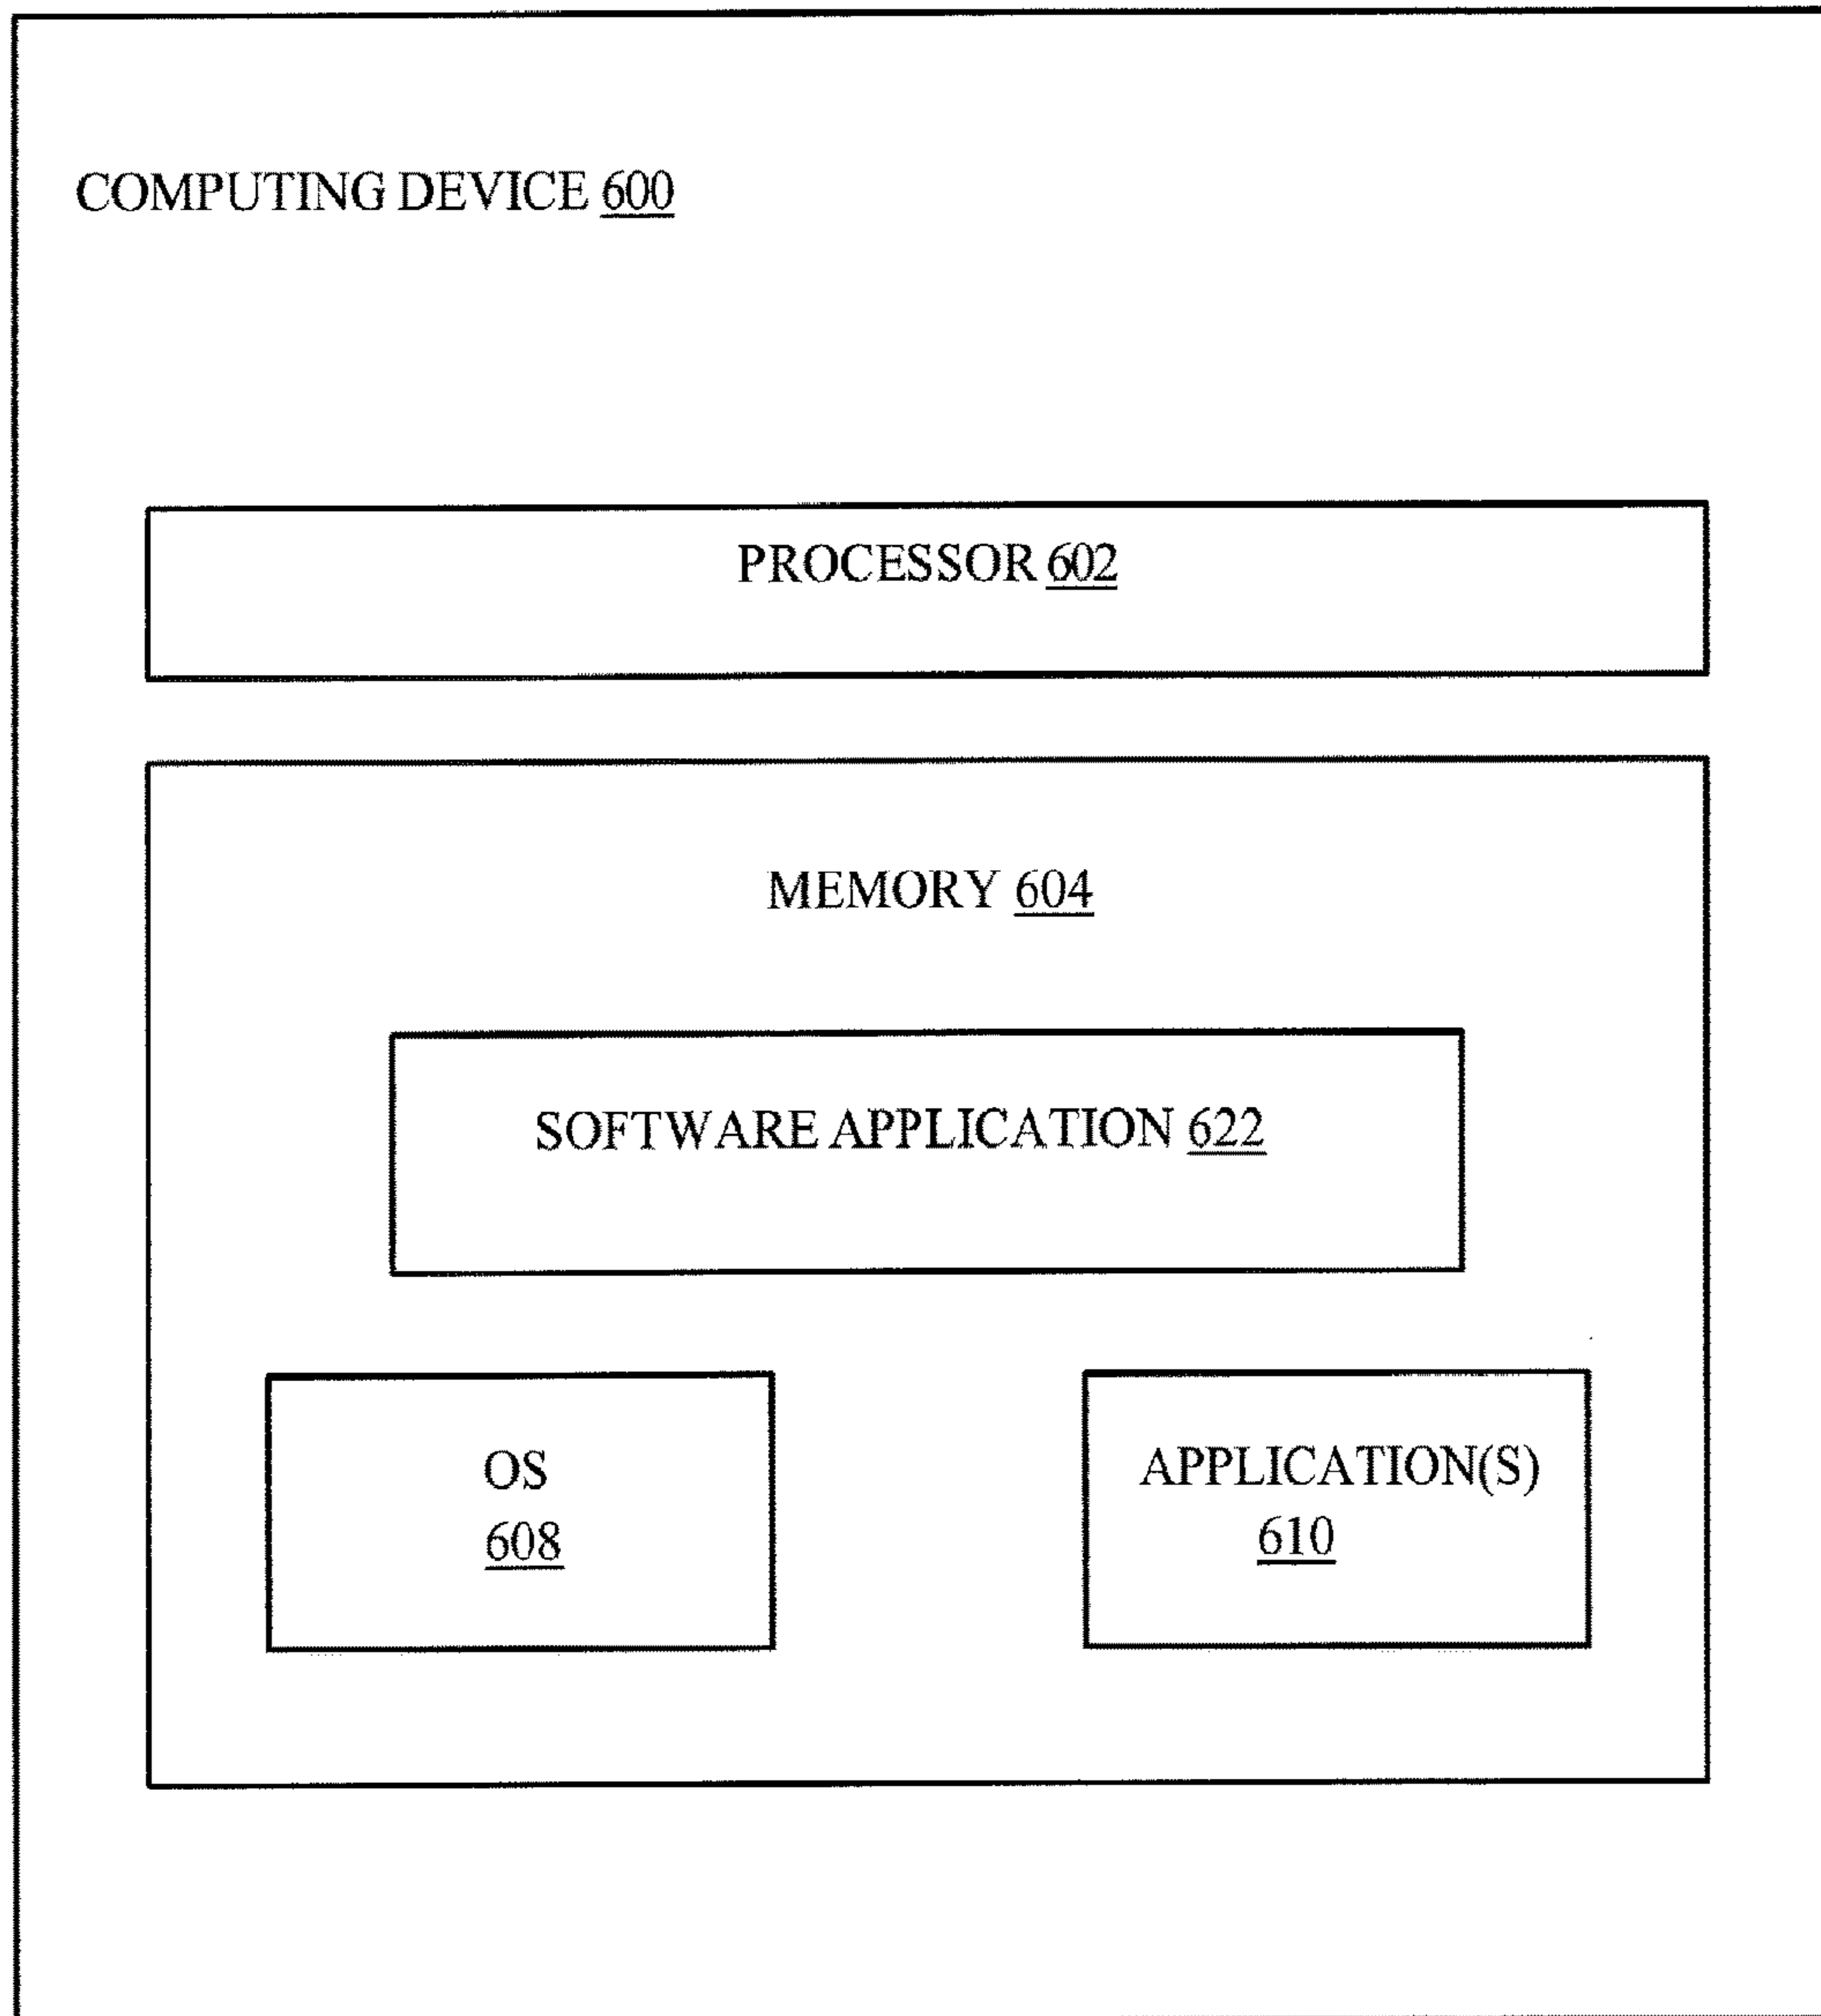 COMPUTING DEVICE 600
PROCESSOR 602
MEMORY 604
SOFTWARE APPLICATION 622
OS
608
APPLICATION(S)
610